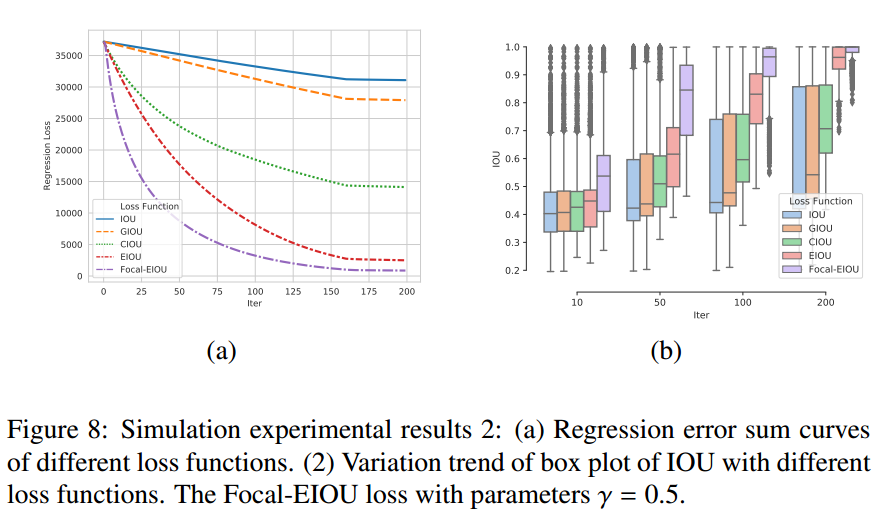 35000
30000
25000
20000
15000
10000
5000
0
Regression Loss
Loss Function
IOU
GIOU
CIOU
EIOU
Focal-EIOU
0 25 50 75 100 125 150 175 200
Iter
(a)
1.0
0.9
0.8
0.7
0.6
0.5
0.4
0.3
0.2
IOU
Loss Function
IOU
GIOU
CIOU
EIOU
Focal-EIOU
10 50 100 200
Iter
(b)
Figure 8: Simulation experimental results 2: (a) Regression error sum curves
of different loss functions. (2) Variation trend of box plot of IOU with different
loss functions. The Focal-EIOU loss with parameters γ = 0.5.